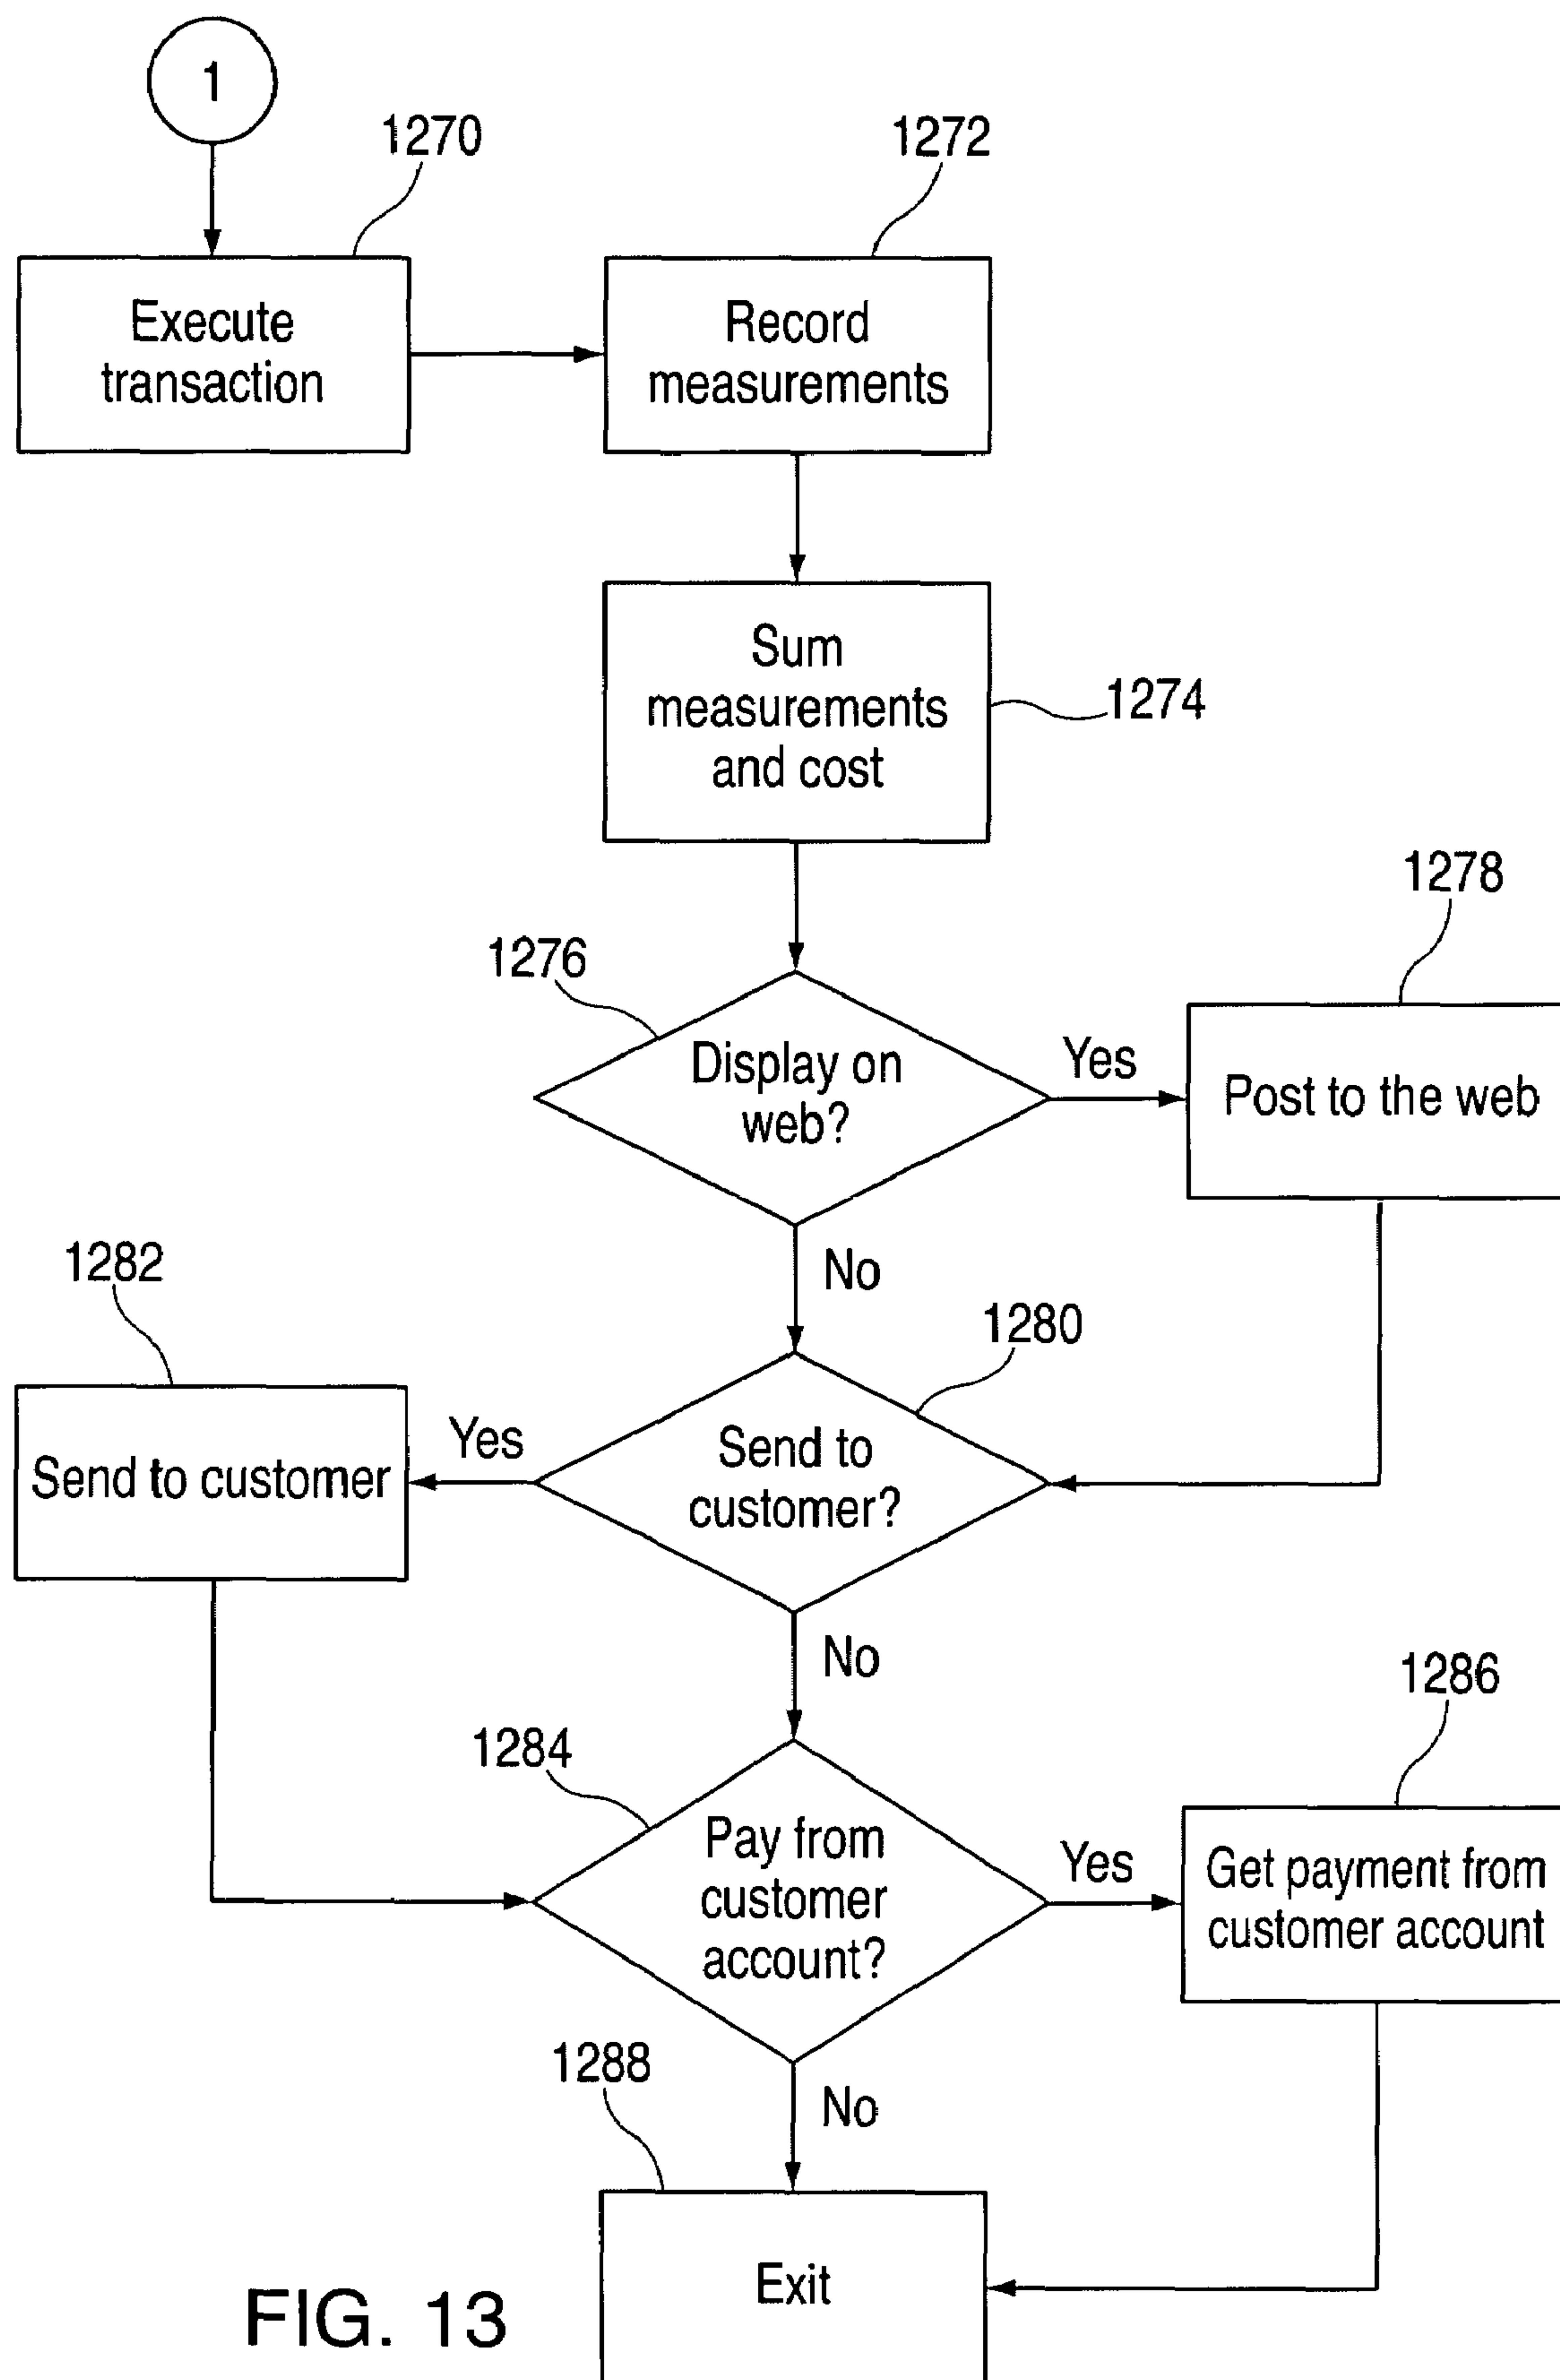 1
1270
1272
Execute
transaction
Record
measurements
Sum
measurements
and cost
1274
1276
1278
Display on
web?
Yes
Post to the web
No
1282
1280
Send to customer
Yes
Send to
customer?
No
1284
1286
Pay from
customer
account?
Yes
Get payment from
customer account
1288
No
Exit
FIG. 13